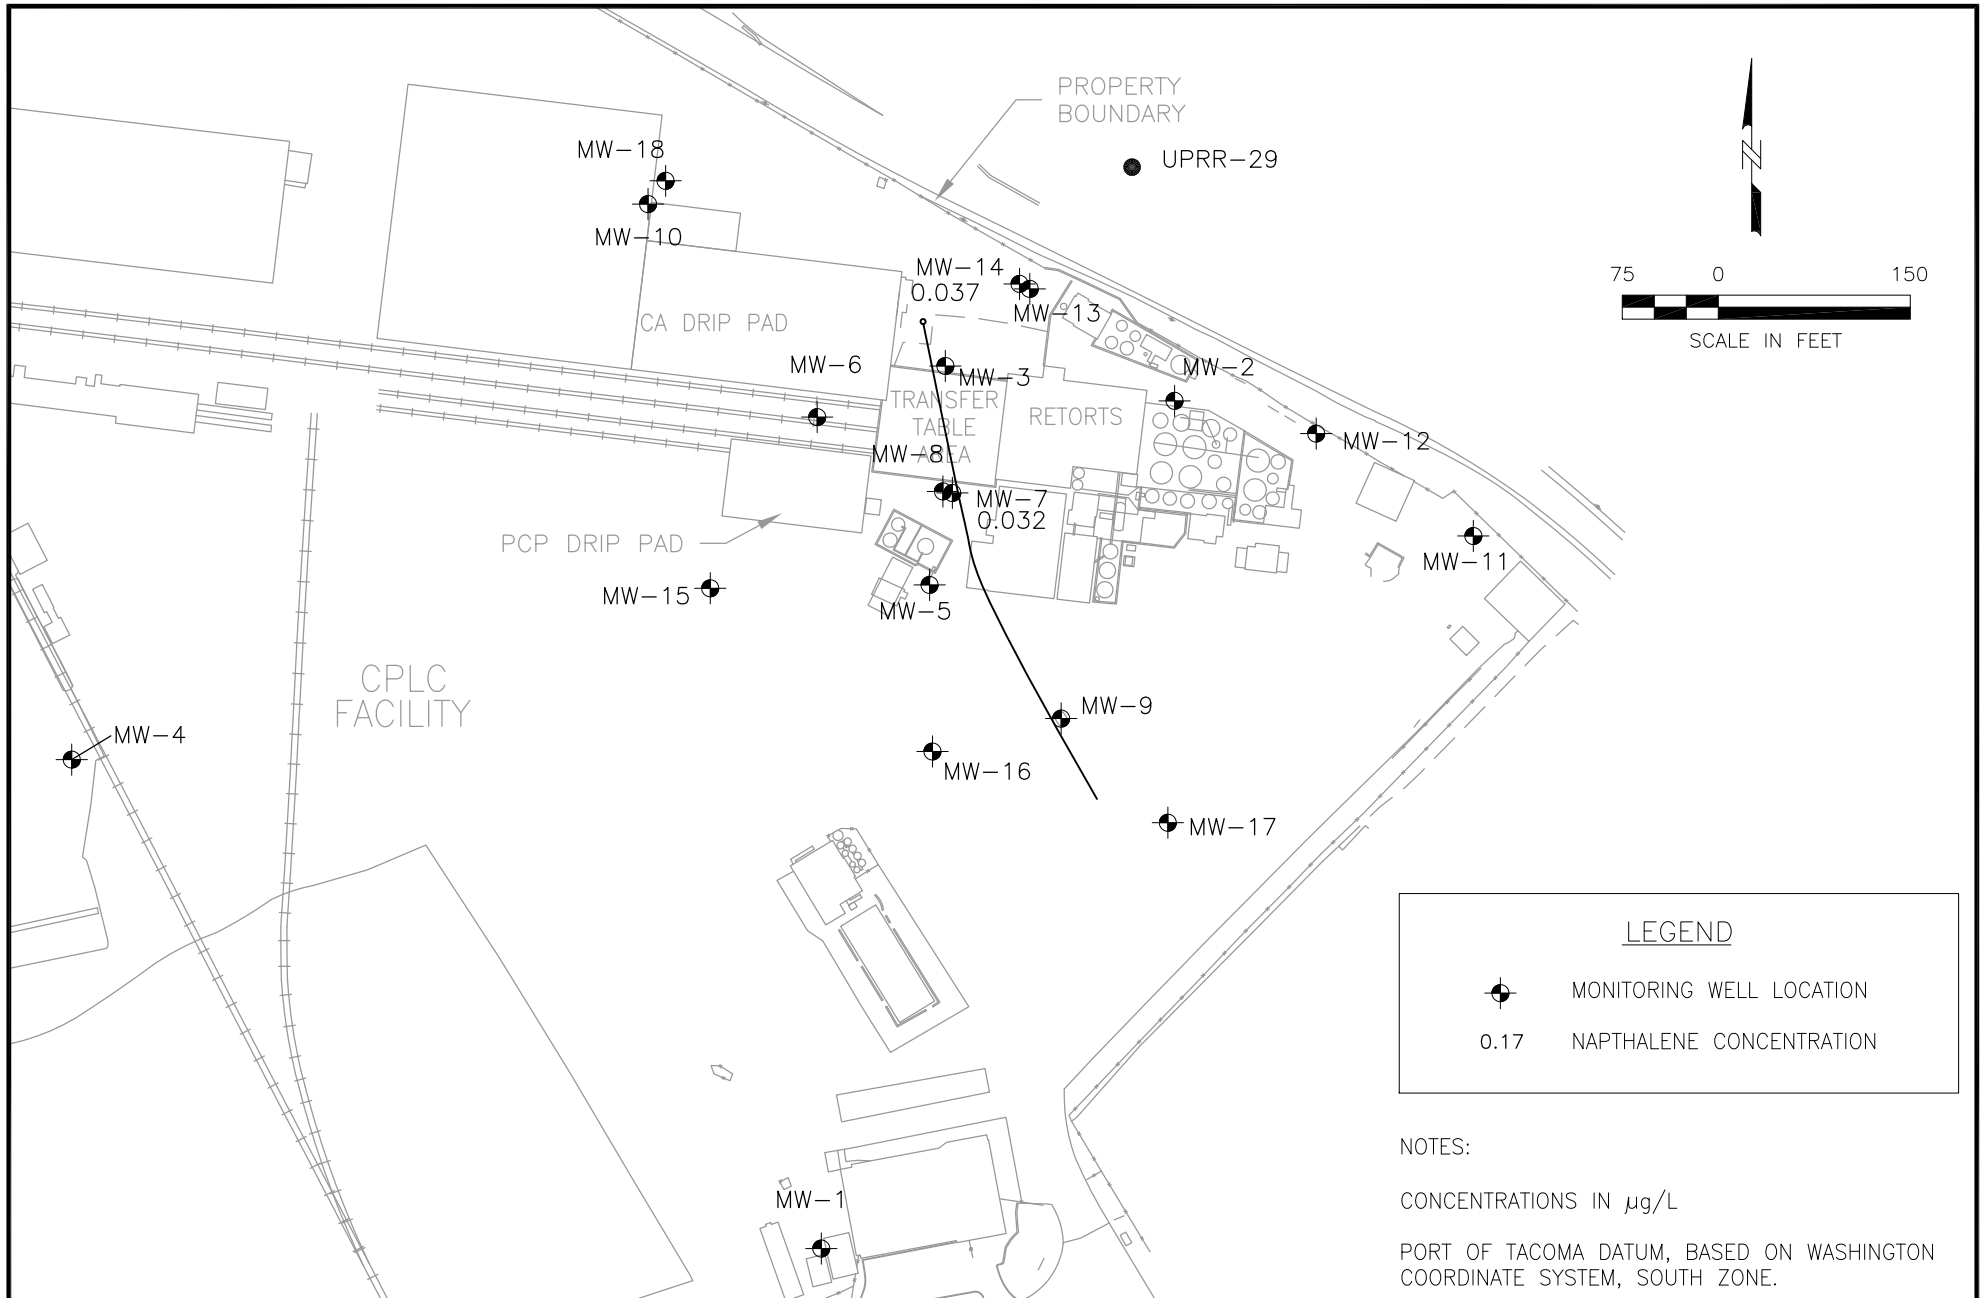 PROPERTY
BOUNDARY
UPRR-29
MW-18
MW-10
N
75 0 150
SCALE IN FEET
MW-14
0.037
MW-13
CA DRIP PAD
MW-6
MW-3
MW-2
TRANSFER
TABLE
AREA
RETORTS
MW-12
MW-8
MW-7
0.032
PCP DRIP PAD
MW-11
MW-15
MW-5
CPLC
FACILITY
MW-9
MW-4
MW-16
MW-17
LEGEND
MONITORING WELL LOCATION
0.17 NAPTHALENE CONCENTRATION
NOTES:
CONCENTRATIONS IN µg/L
MW-1
PORT OF TACOMA DATUM, BASED ON WASHINGTON
COORDINATE SYSTEM, SOUTH ZONE.